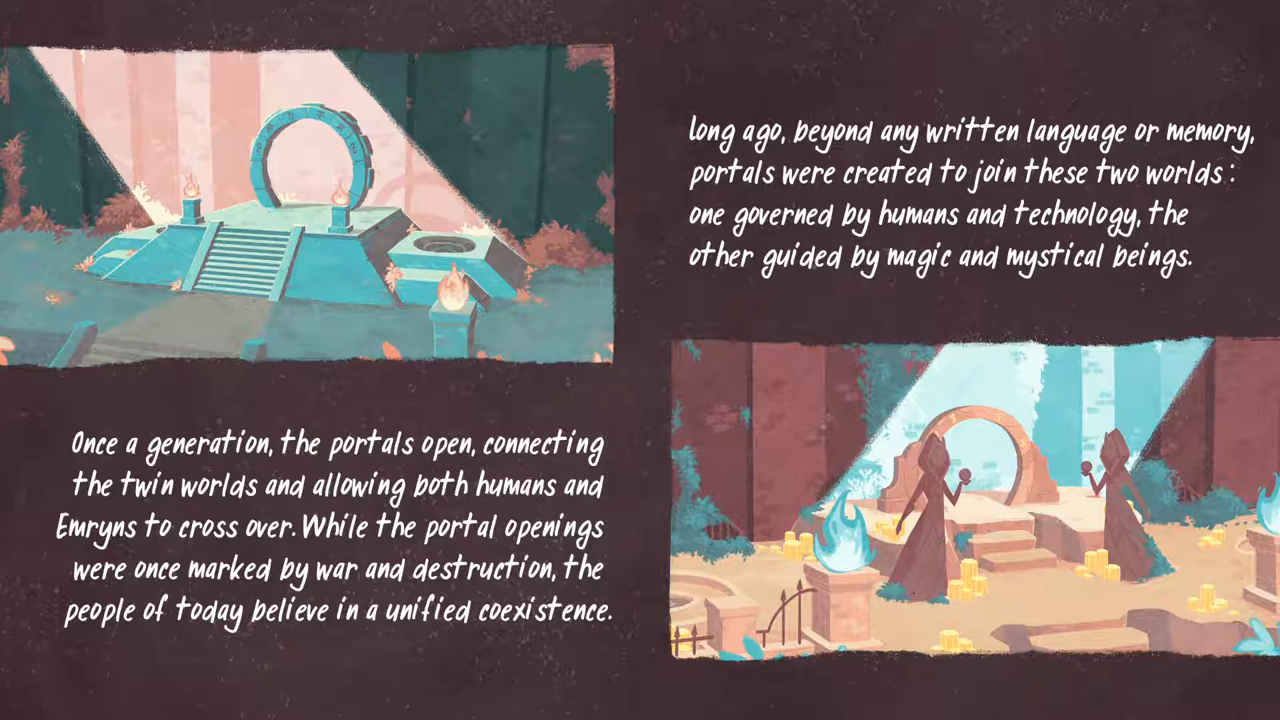 long ago, beyond any written language or memory,
portals were created to join these two worlds :
one governed by humans and technology, the
other guided by magic and mystical beings.
Once a generation, the portals open, connecting
the twin worlds and allowing both humans and
Emryns to cross over. While the portal openings
were once marked by war and destruction, the
people of today believe in a unified coexistence.